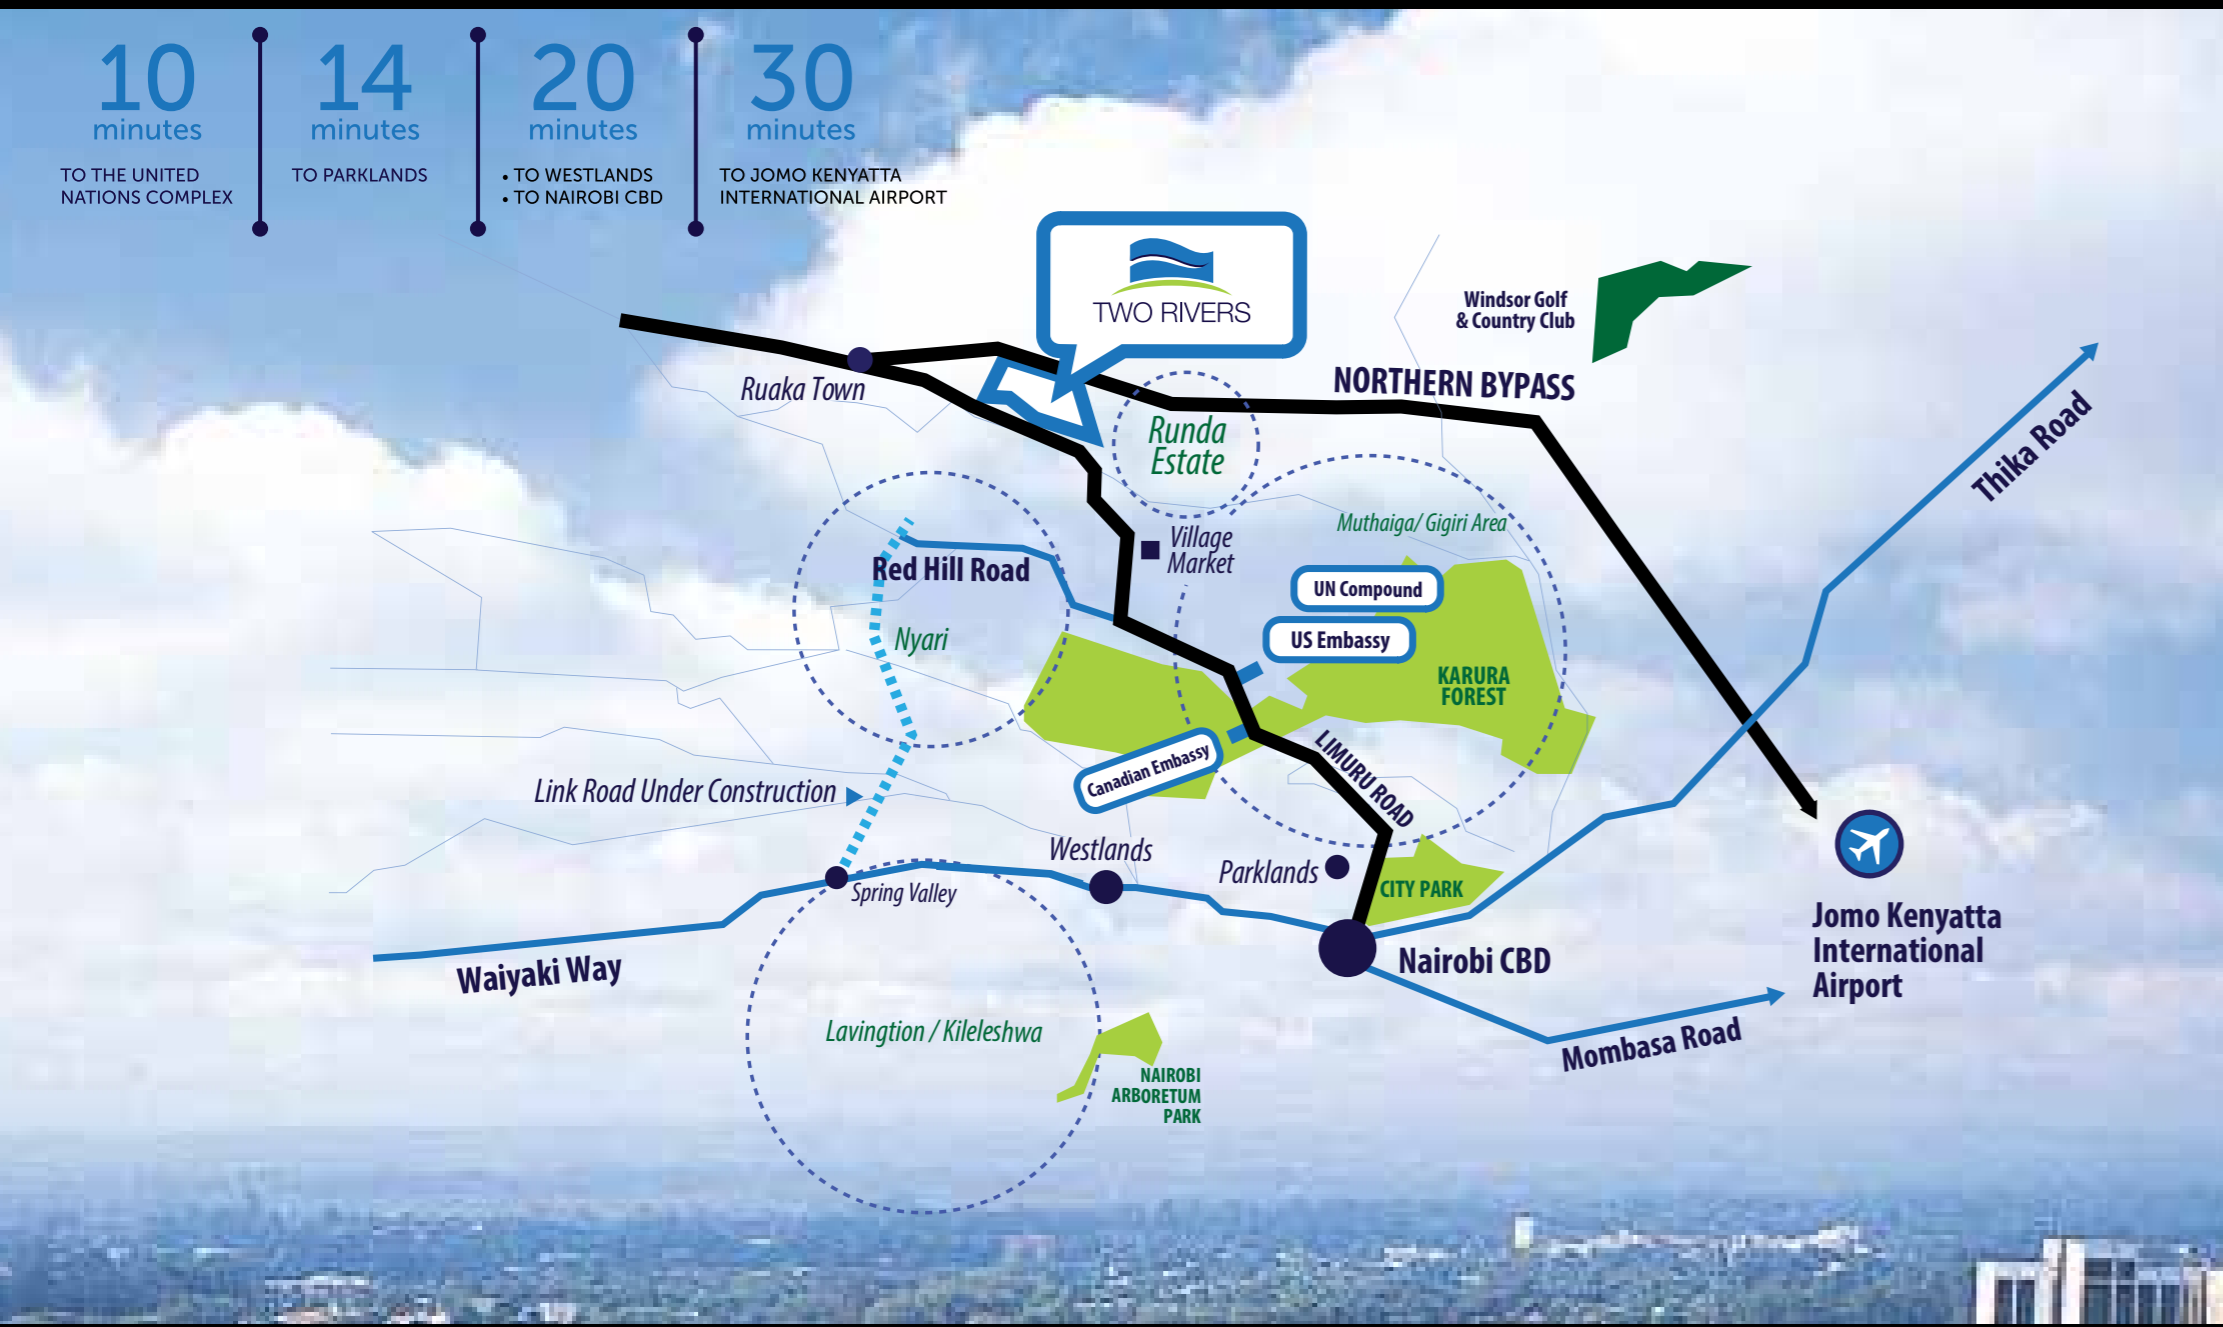 10
minutes
TO THE UNITED
NATIONS COMPLEX
14
minutes
TO PARKLANDS
20
minutes
• TO WESTLANDS
• TO NAIROBI CBD
30
minutes
TO JOMO KENYATTA
INTERNATIONAL AIRPORT
TWO RIVERS
Windsor Golf
& Country Club
Ruaka Town
NORTHERN BYPASS
Thika Road
Runda
Estate
Muthaiga/ Gigiri Area
Village
Market
Red Hill Road
UN Compound
US Embassy
Nyari
KARURA
FOREST
Canadian Embassy
LIMURU ROAD
Link Road Under Construction
Westlands
Parklands
CITY PARK
Spring Valley
Jomo Kenyatta
International
Airport
Nairobi CBD
Waiyaki Way
Lavington / Kileleshwa
Mombasa Road
NAIROBI
ARBORETUM
PARK